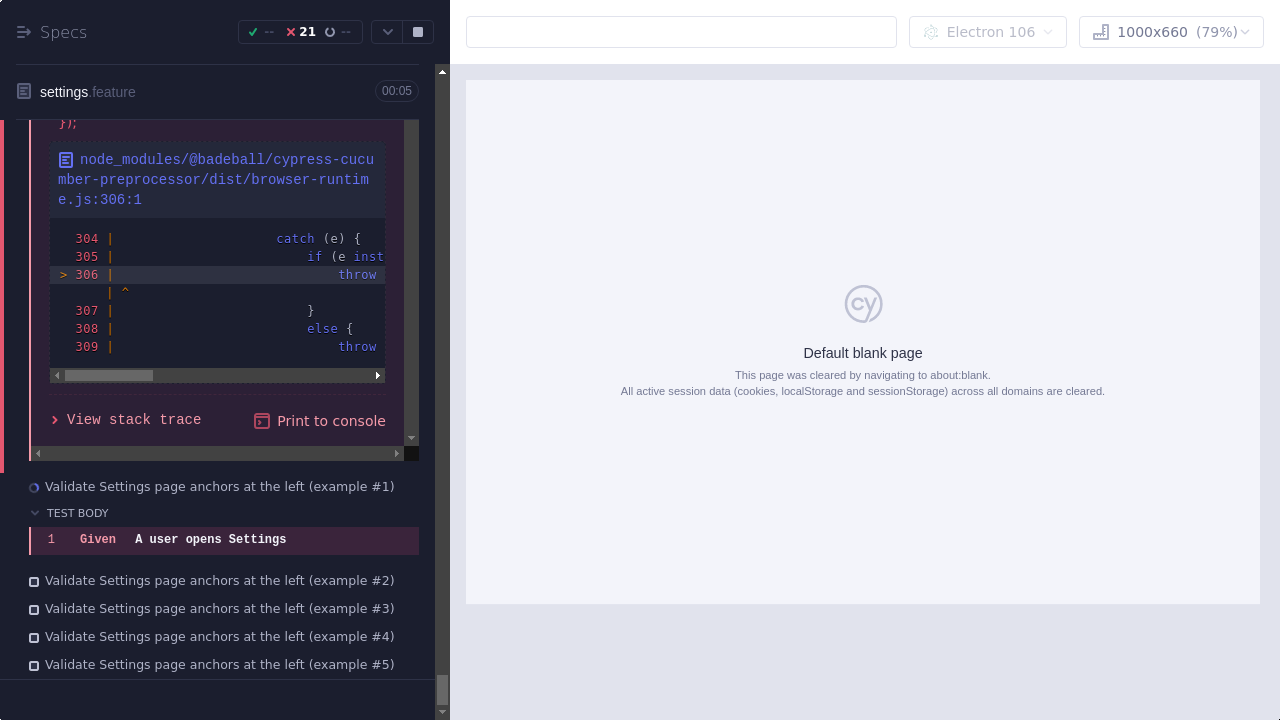 Specs
--
21
--
settings.feature
00:05
});
node_modules/@badeball/cypress-cucu
mber-preprocessor/dist/browser-runtim
e.js:306:1
304 | catch (e) {
305 | if (e inst
> 306 | throw
| ^
307 | }
308 | else {
309 | throw
View stack trace
Print to console
Validate Settings page anchors at the left (example #1)
TEST BODY
1 Given A user opens Settings
Validate Settings page anchors at the left (example #2)
Validate Settings page anchors at the left (example #3)
Validate Settings page anchors at the left (example #4)
Validate Settings page anchors at the left (example #5)
Electron 106
1000x660 (79%)
cy
Default blank page
This page was cleared by navigating to about:blank.
All active session data (cookies, localStorage and sessionStorage) across all domains are cleared.